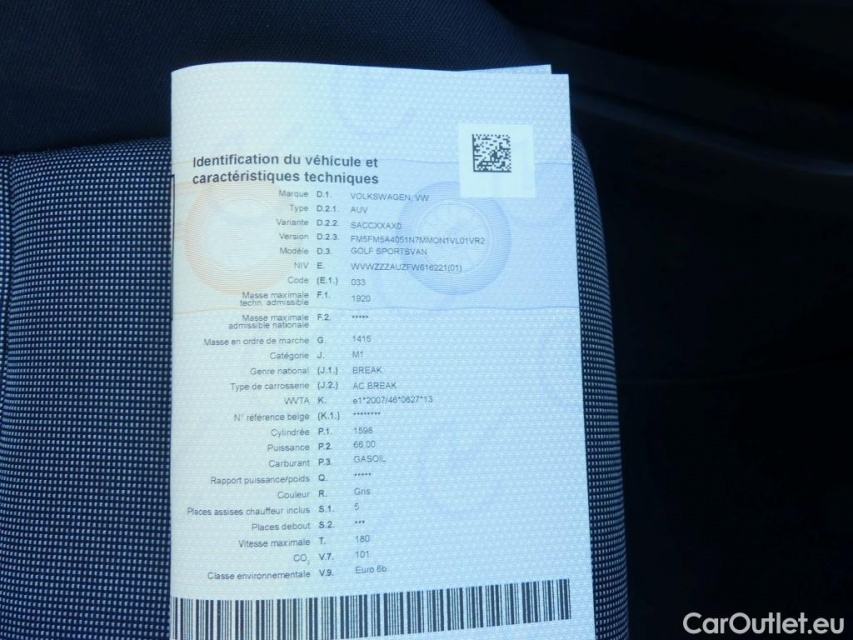 Identification du véhicule et
caractéristiques techniques
Marque D.1. VOLKSWAGEN, VW
Type D.2.1. AUV
Variante D.2.2. SACCXXAX0
Version D.2.3. FM5FM5A4051N7MMON1VL01VR2
Modèle D.3. GOLF SPORTSVAN
NIV E. WVWZZZAUZFW616221(01)
Code (E.1.) 033
Masse maximale
techn. admissible F.1. 1920
Masse maximale
admissible nationale F.2. *****
Masse en ordre de marche G. 1415
Catégorie J. M1
Genre national (J.1.) BREAK
Type de carrosserie (J.2.) AC BREAK
WVTA K. e1*2007/46*0627*13
N° référence belge (K.1.) ********
Cylindrée P.1. 1598
Puissance P.2. 66,00
Carburant P.3. GASOIL
Rapport puissance/poids Q. *****
Couleur R. Gris
Places assises chauffeur inclus S.1. 5
Places debout S.2. ***
Vitesse maximale T. 180
CO₂ V.7. 101
Classe environnementale V.9. Euro 6b
CarOutlet.eu